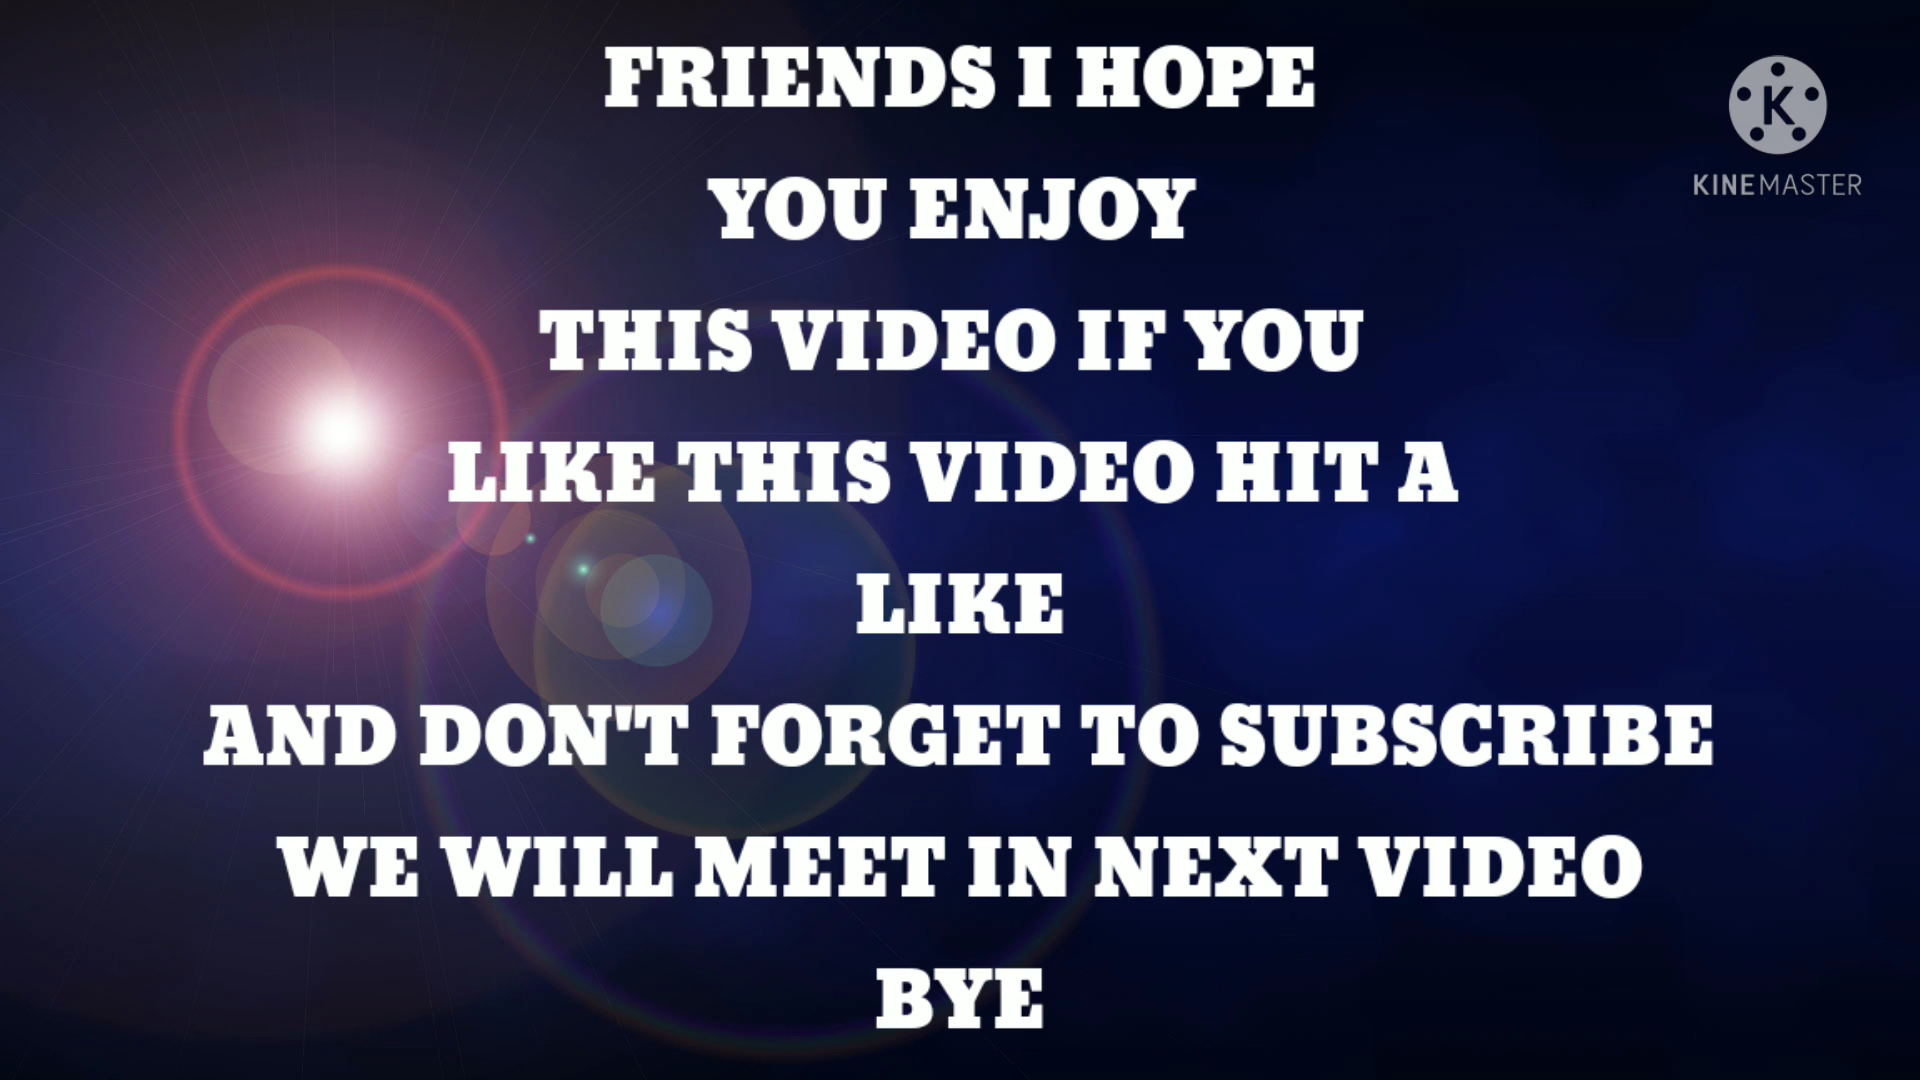 FRIENDS I HOPE
YOU ENJOY
THIS VIDEO IF YOU
LIKE THIS VIDEO HIT A
LIKE
AND DON'T FORGET TO SUBSCRIBE
WE WILL MEET IN NEXT VIDEO
BYE
K
KINEMASTER